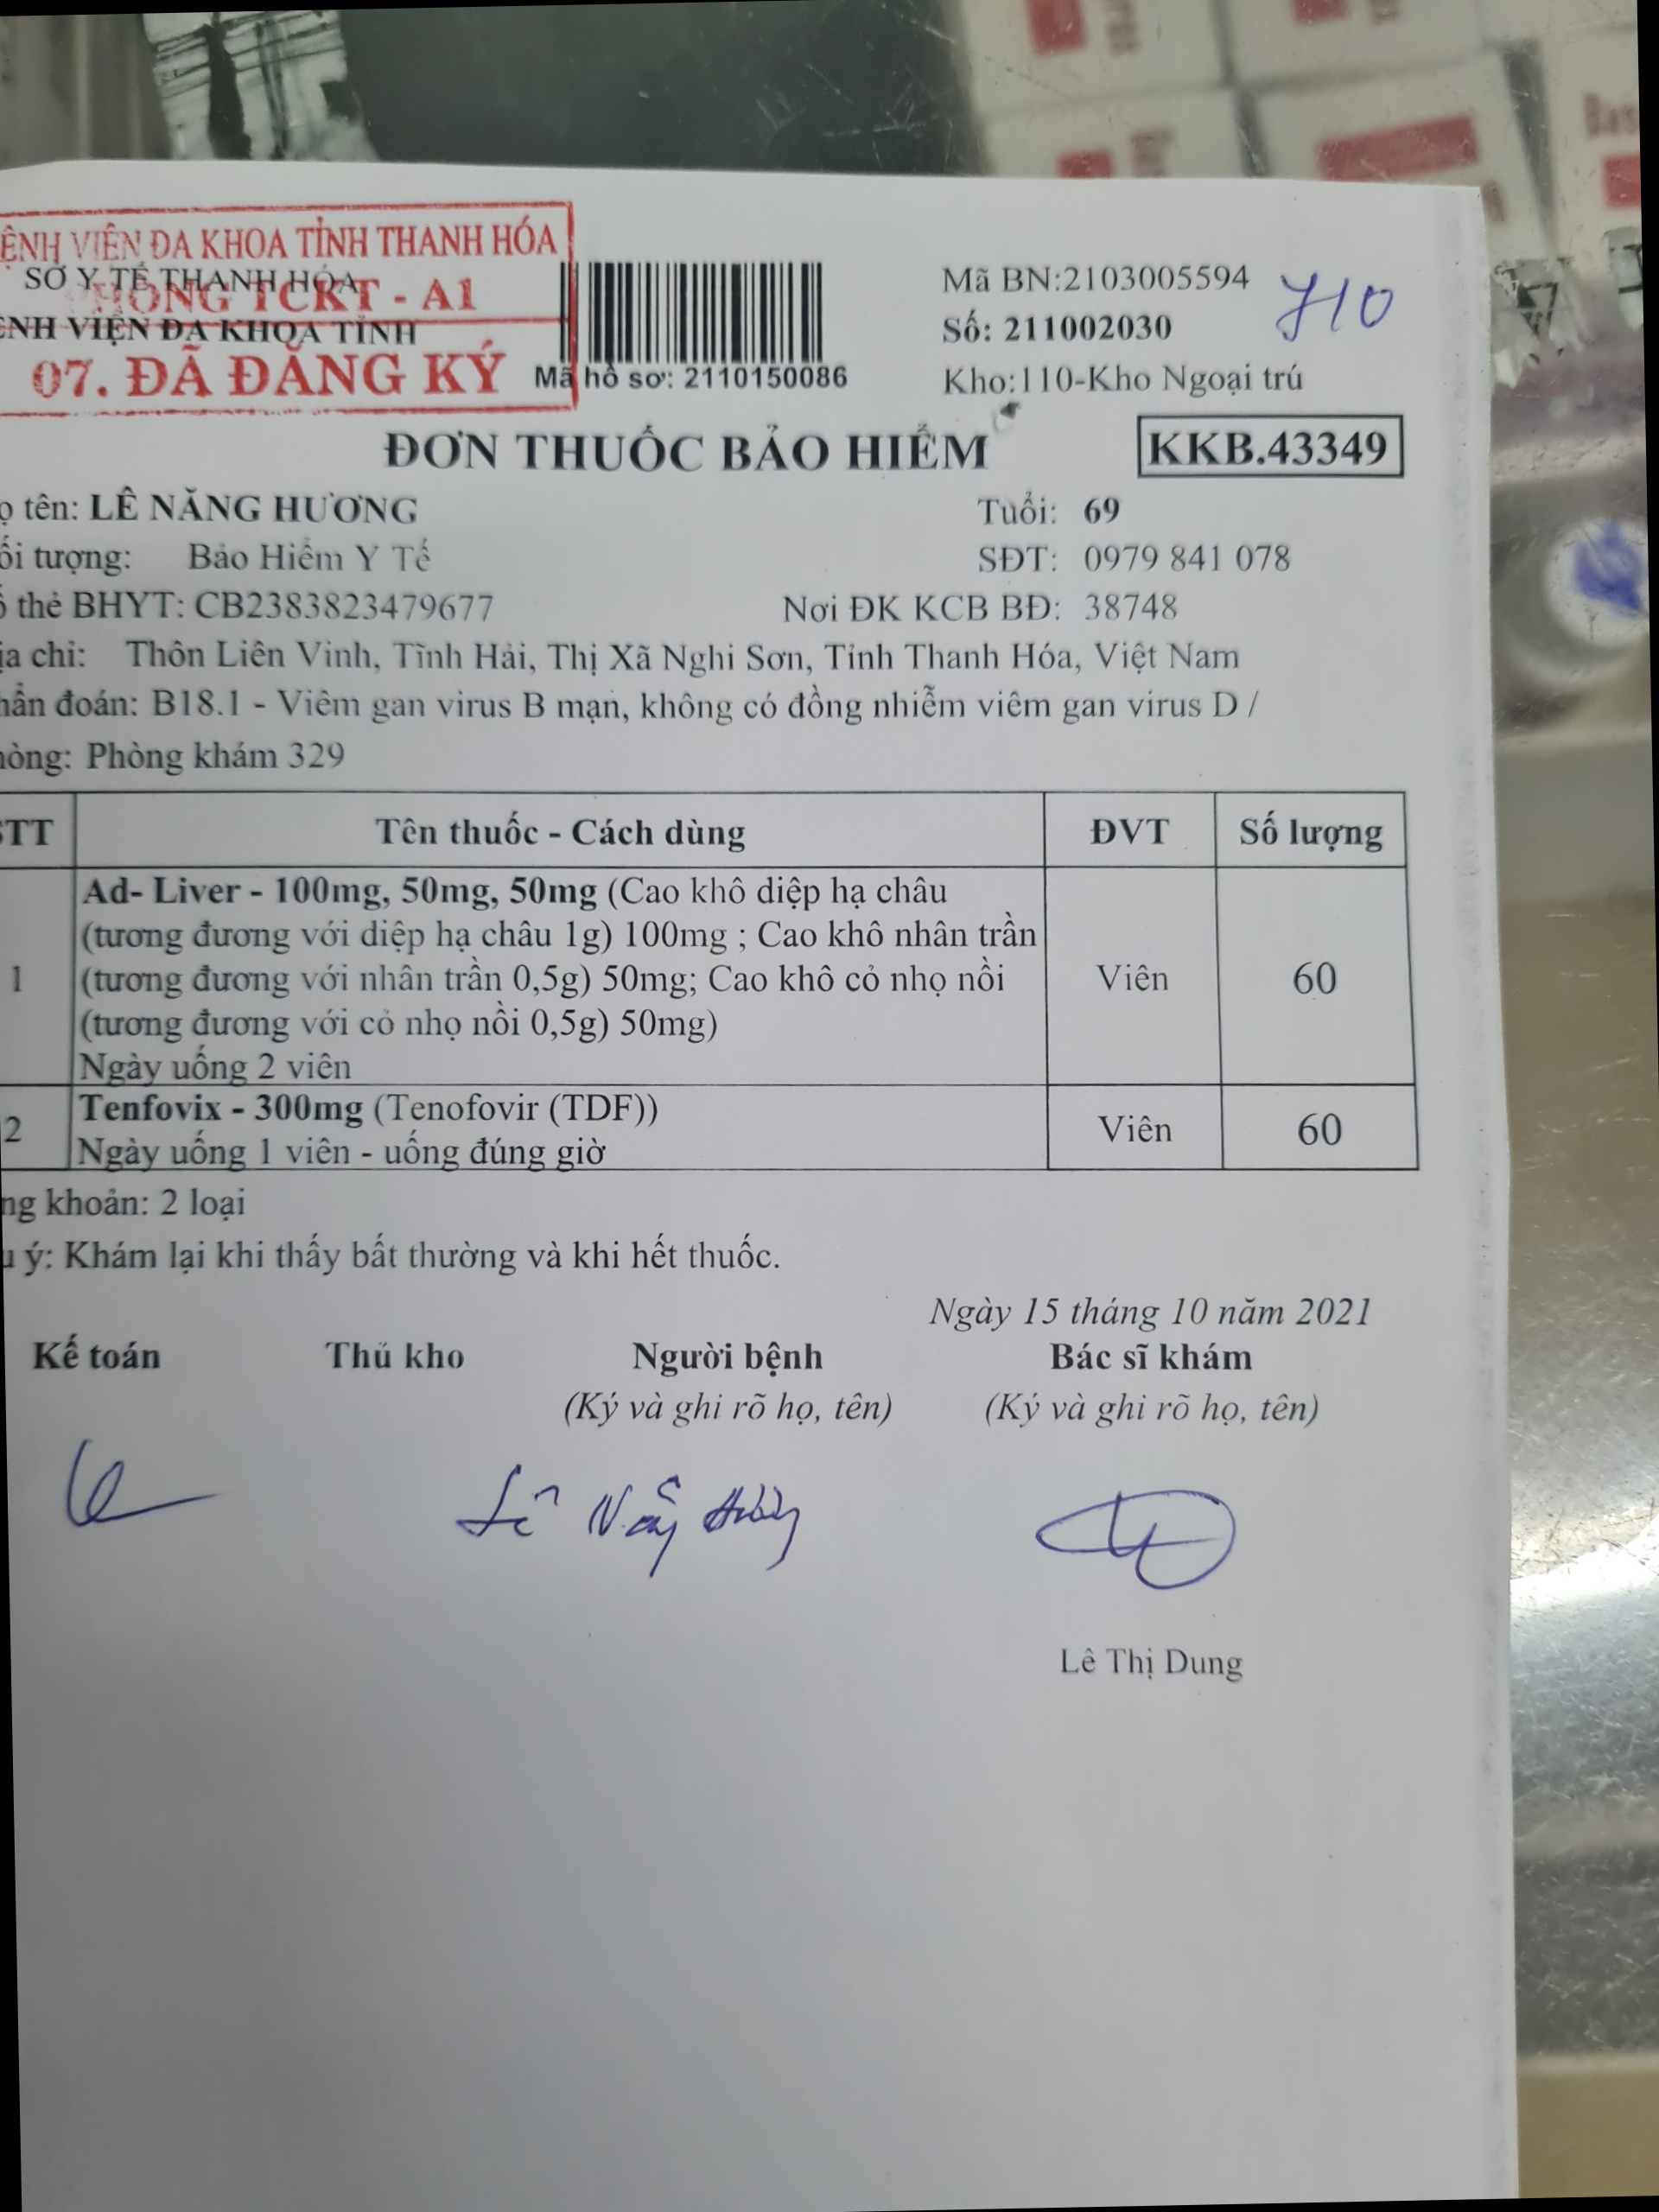 ỆNH VIỆN ĐA KHOA TỈNH THANH HÓA
SỞ Y TẾ THANH HÓA
PHÒNG TCKT - A1
ỆNH VIỆN ĐA KHOA TỈNH
07. ĐÃ ĐĂNG KÝ
Mã hồ sơ: 2110150086
Mã BN:2103005594
710
Số: 211002030
Kho:110-Kho Ngoại trú
ĐƠN THUỐC BẢO HIỂM
KKB.43349
ọ tên: LÊ NĂNG HƯƠNG Tuổi: 69
ối tượng: Bảo Hiểm Y Tế SĐT: 0979 841 078
ố thẻ BHYT: CB2383823479677 Nơi ĐK KCB BĐ: 38748
ịa chỉ: Thôn Liên Vinh, Tĩnh Hải, Thị Xã Nghi Sơn, Tỉnh Thanh Hóa, Việt Nam
hẩn đoán: B18.1 - Viêm gan virus B mạn, không có đồng nhiễm viêm gan virus D /
hòng: Phòng khám 329
STT Tên thuốc - Cách dùng ĐVT Số lượng
1 Ad- Liver - 100mg, 50mg, 50mg (Cao khô diệp hạ châu
(tương đương với diệp hạ châu 1g) 100mg ; Cao khô nhân trần
(tương đương với nhân trần 0,5g) 50mg; Cao khô cỏ nhọ nồi
(tương đương với cỏ nhọ nồi 0,5g) 50mg)
Ngày uống 2 viên
Viên 60
2 Tenfovix - 300mg (Tenofovir (TDF))
Ngày uống 1 viên - uống đúng giờ
Viên 60
ng khoản: 2 loại
u ý: Khám lại khi thấy bất thường và khi hết thuốc.
Ngày 15 tháng 10 năm 2021
Kế toán Thủ kho Người bệnh Bác sĩ khám
(Ký và ghi rõ họ, tên) (Ký và ghi rõ họ, tên)
Lê Năng Hương
Lê Thị Dung